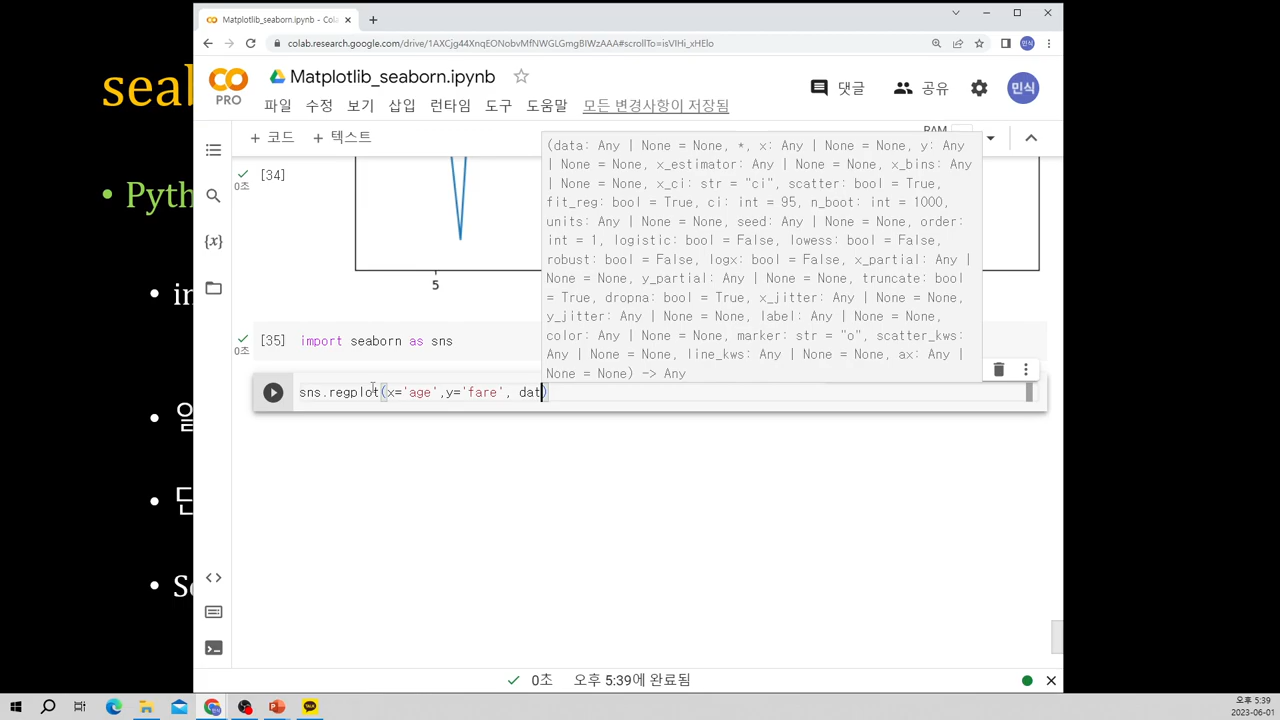 Matplotlib_seaborn.ipynb - Cola
colab.research.google.com/drive/1AXCjg44XnqEONobvMfNWGLGmgBIWzAAA#scrollTo=isVIHi_xHEIo
민식
PRO
Matplotlib_seaborn.ipynb
댓글
공유
민식
파일 수정 보기 삽입 런타임 도구 도움말 모든 변경사항이 저장됨
+ 코드 + 텍스트
RAM
seab
Pyth
in
S
[34]
0초
5
(data: Any | None = None, *, x: Any | None = None, y: Any
| None = None, x_estimator: Any | None = None, x_bins: Any
| None = None, x_ci: str = "ci", scatter: bool = True,
fit_reg: bool = True, ci: int = 95, n_boot: int = 1000,
units: Any | None = None, seed: Any | None = None, order:
int = 1, logistic: bool = False, lowess: bool = False,
robust: bool = False, logx: bool = False, x_partial: Any |
None = None, y_partial: Any | None = None, truncate: bool
= True, dropna: bool = True, x_jitter: Any | None = None,
y_jitter: Any | None = None, label: Any | None = None,
color: Any | None = None, marker: str = "o", scatter_kws:
Any | None = None, line_kws: Any | None = None, ax: Any |
None = None) -> Any
[35] import seaborn as sns
0초
sns.regplot(x='age',y='fare', dat)
0초 오후 5:39에 완료됨
오후 5:39
2023-06-01